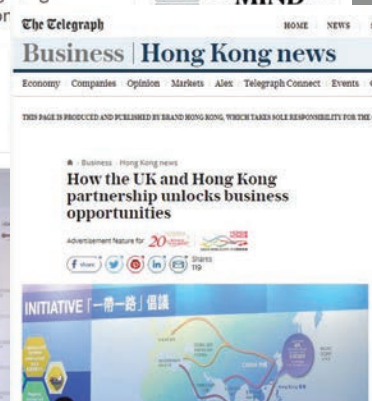 MIND
The Telegraph
HOME NEWS
Business | Hong Kong news
Economy Companies Opinion Markets Alex Telegraph Connect Events
THIS PAGE IS PRODUCED AND PUBLISHED BY BRAND HONG KONG, WHICH TAKES SOLE RESPONSIBILITY FOR THE
Business Hong Kong news
How the UK and Hong Kong
partnership unlocks business
opportunities
Advertisement feature for 20
share
Shares
119
INITIATIVE「一帶一路」倡議